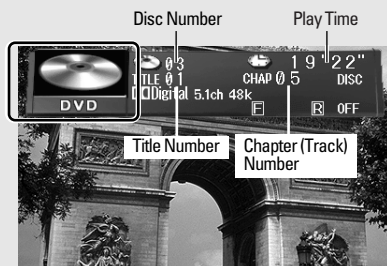 Disc Number Play Time
03 19'22"
TITLE 01 CHAP 05 DISC
DVD
Digital 5.1ch 48k
F R OFF
Title Number Chapter (Track)
Number